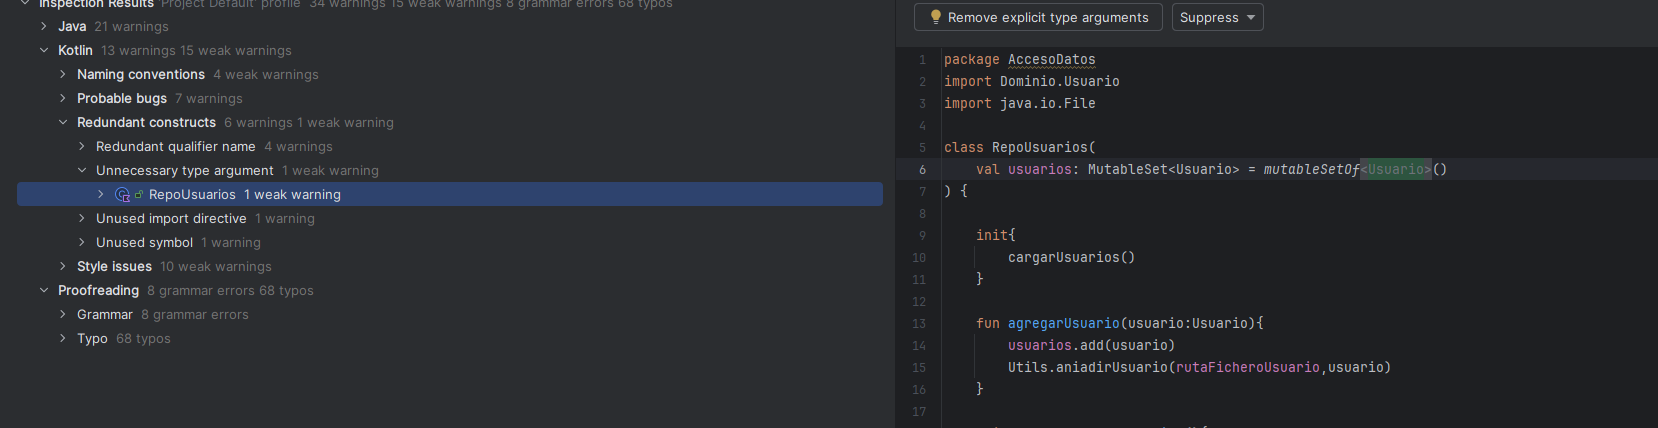 Inspection Results 'Project Default' profile 34 warnings 15 weak warnings 8 grammar errors 68 typos
Java 21 warnings
Kotlin 13 warnings 15 weak warnings
Naming conventions 4 weak warnings
Probable bugs 7 warnings
Redundant constructs 6 warnings 1 weak warning
Redundant qualifier name 4 warnings
Unnecessary type argument 1 weak warning
RepoUsuarios 1 weak warning
Unused import directive 1 warning
Unused symbol 1 warning
Style issues 10 weak warnings
Proofreading 8 grammar errors 68 typos
Grammar 8 grammar errors
Typo 68 typos
Remove explicit type arguments Suppress
1 package AccesoDatos
2 import Dominio.Usuario
3 import java.io.File
4
5 class RepoUsuarios(
6 val usuarios: MutableSet<Usuario> = mutableSetOf<Usuario>()
7 ) {
8
9 init{
10 cargarUsuarios()
11 }
12
13 fun agregarUsuario(usuario:Usuario){
14 usuarios.add(usuario)
15 Utils.aniadirUsuario(rutaFicheroUsuario,usuario)
16 }
17